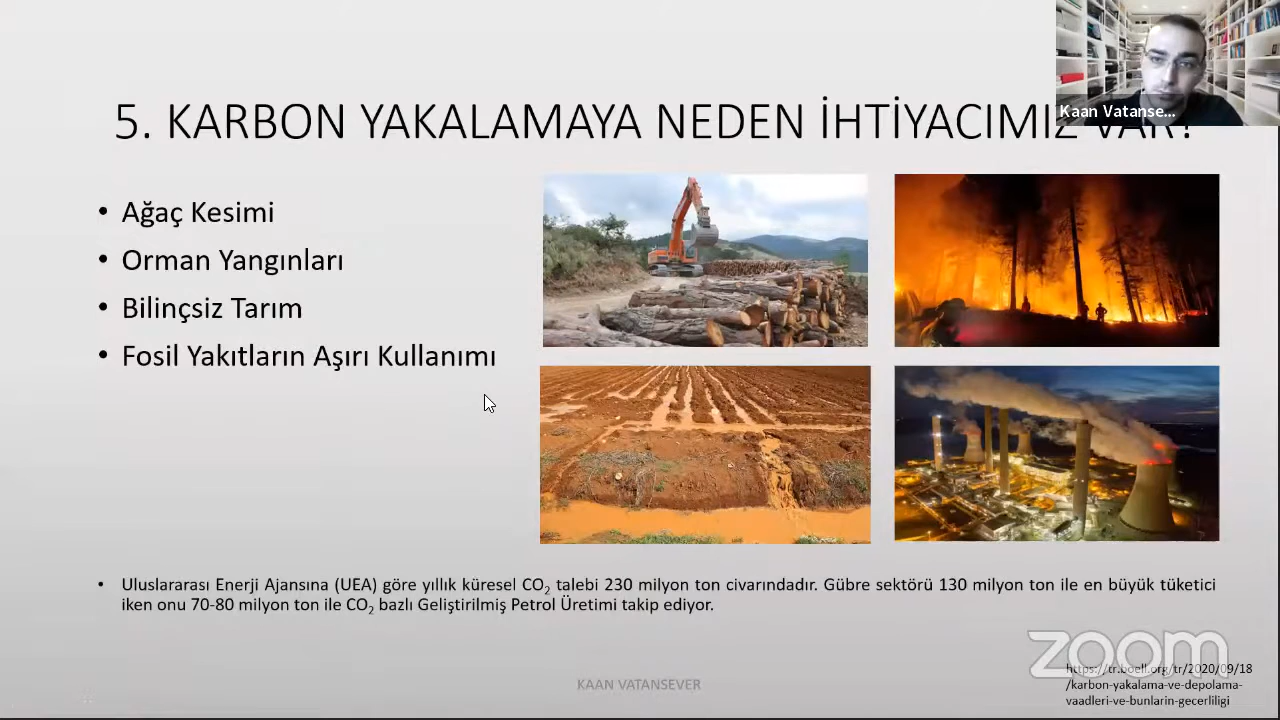 5. KARBON YAKALAMAYA NEDEN İHTİYACIMIZ VAR?
Kaan Vatanse...
• Ağaç Kesimi
• Orman Yangınları
• Bilinçsiz Tarım
• Fosil Yakıtların Aşırı Kullanımı
• Uluslararası Enerji Ajansına (UEA) göre yıllık küresel CO₂ talebi 230 milyon ton civarındadır. Gübre sektörü 130 milyon ton ile en büyük tüketici
iken onu 70-80 milyon ton ile CO₂ bazlı Geliştirilmiş Petrol Üretimi takip ediyor.
zoom
https://tr.boell.org/tr/2020/09/18
/karbon-yakalama-ve-depolama-
vaadleri-ve-bunlarin-gecerliligi
KAAN VATANSEVER